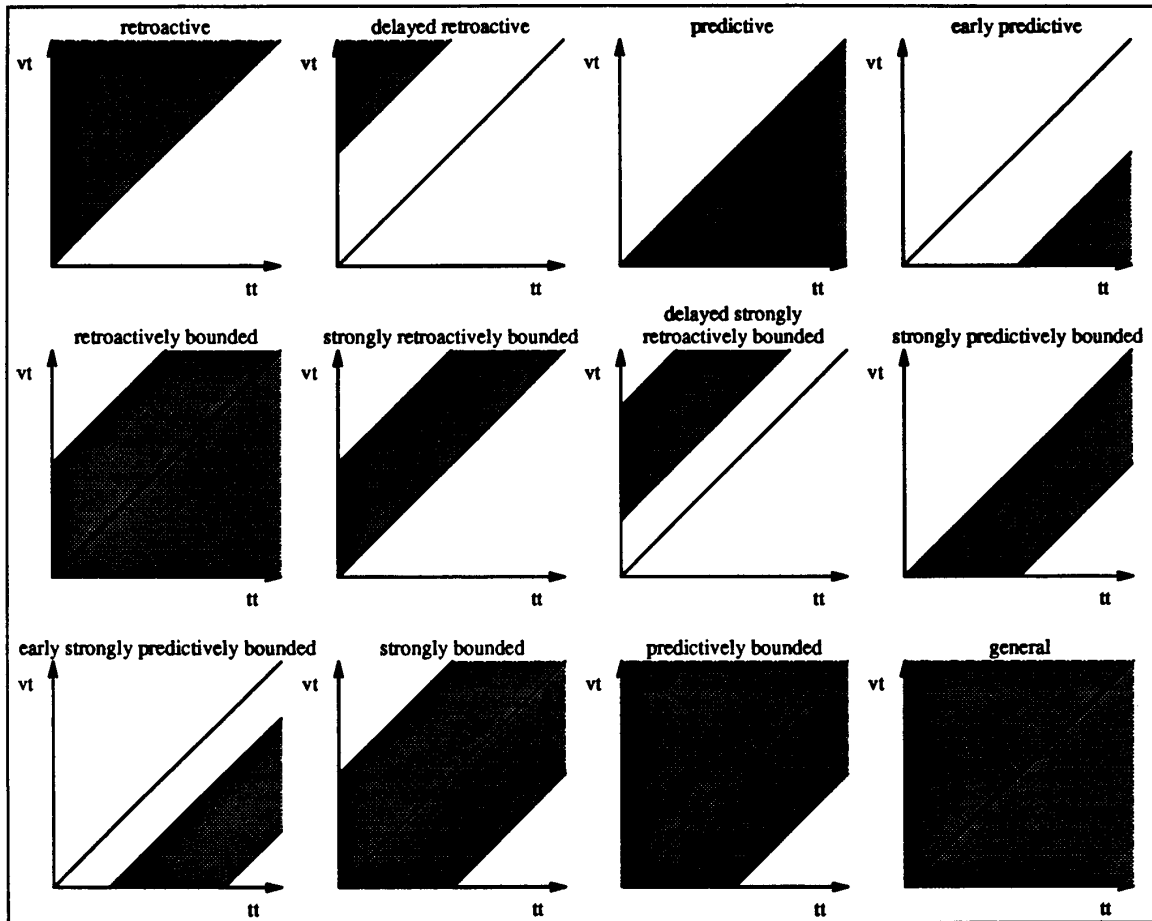 retroactive
vt
tt
delayed retroactive
vt
tt
predictive
vt
tt
early predictive
vt
tt
retroactively bounded
vt
tt
strongly retroactively bounded
vt
tt
delayed strongly
retroactively bounded
vt
tt
strongly predictively bounded
vt
tt
early strongly predictively bounded
vt
tt
strongly bounded
vt
tt
predictively bounded
vt
tt
general
vt
tt